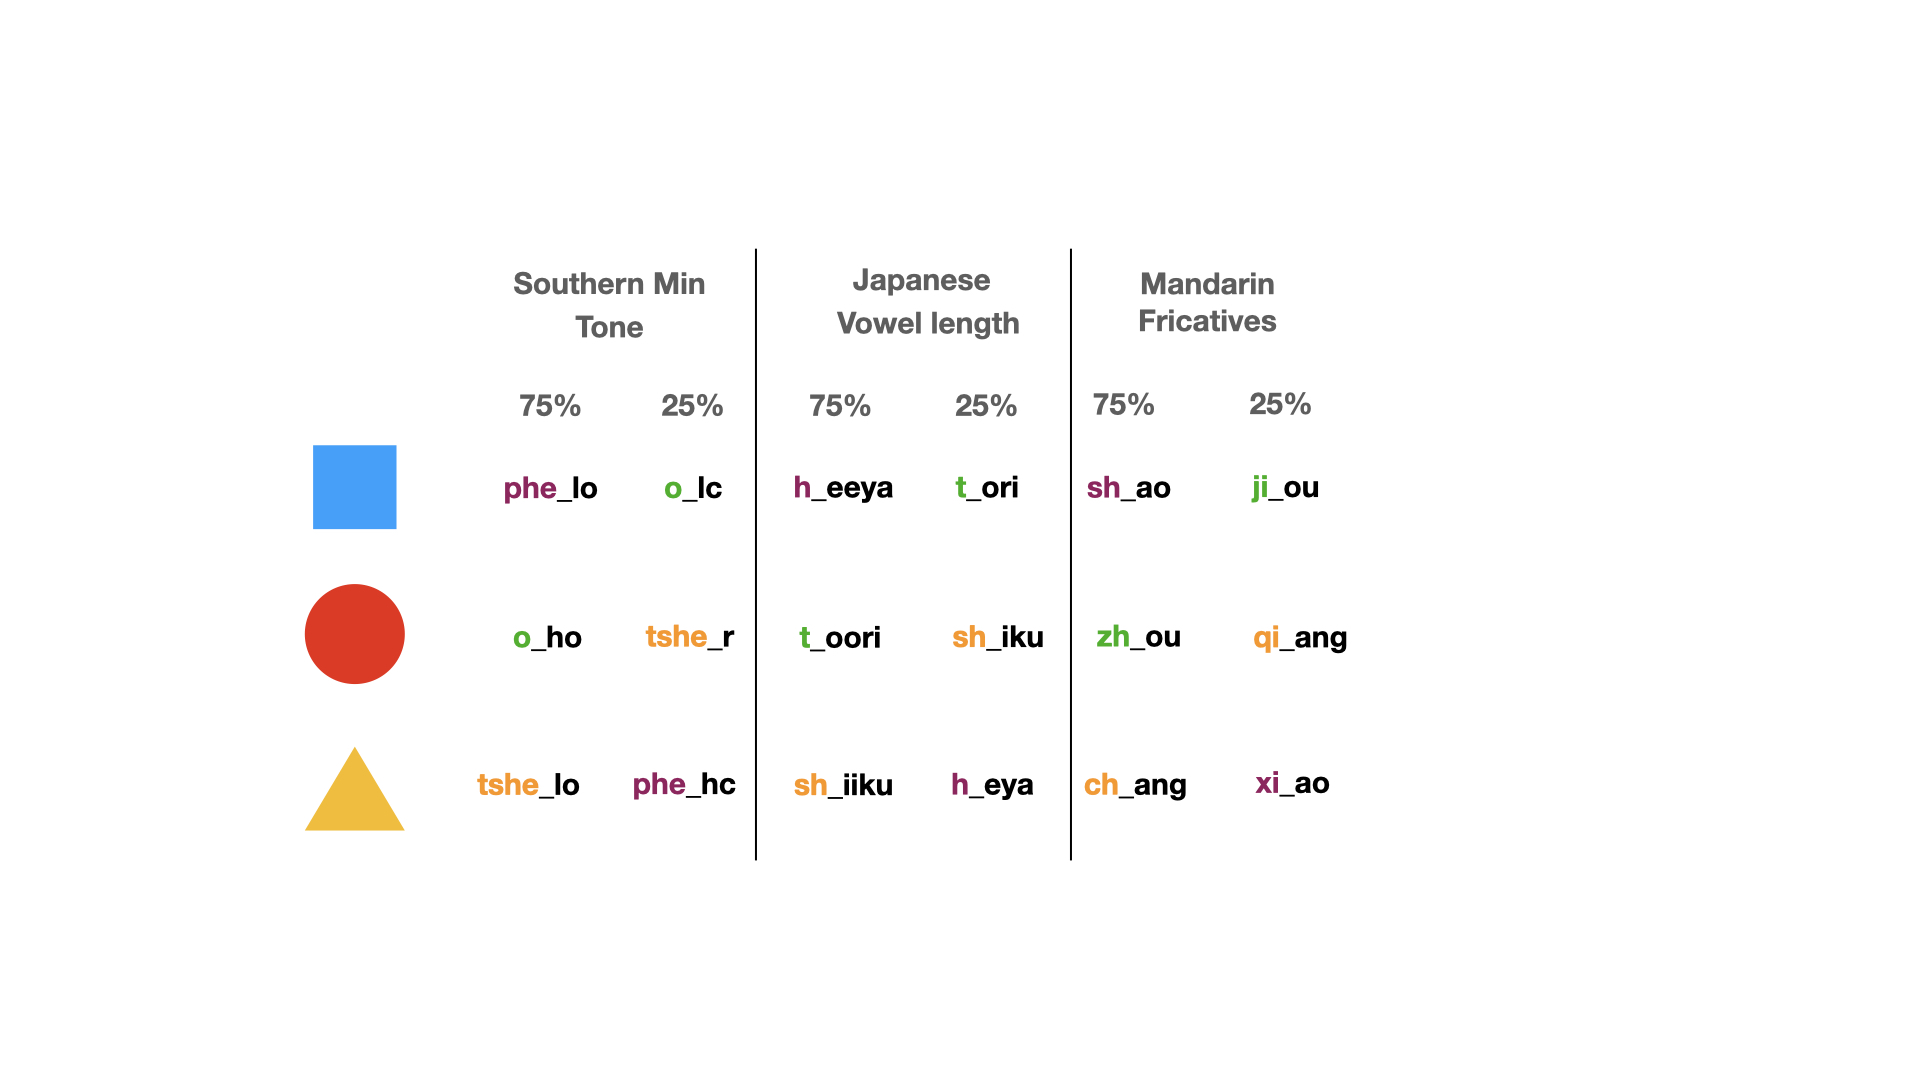 Southern Min Tone
Japanese Vowel length
Mandarin Fricatives
75% 25% 75% 25% 75% 25%
phe_lo o_lc h_eeya t_ori sh_ao ji_ou
o_ho tshe_r t_oori sh_iku zh_ou qi_ang
tshe_lo phe_hc sh_iiku h_eya ch_ang xi_ao